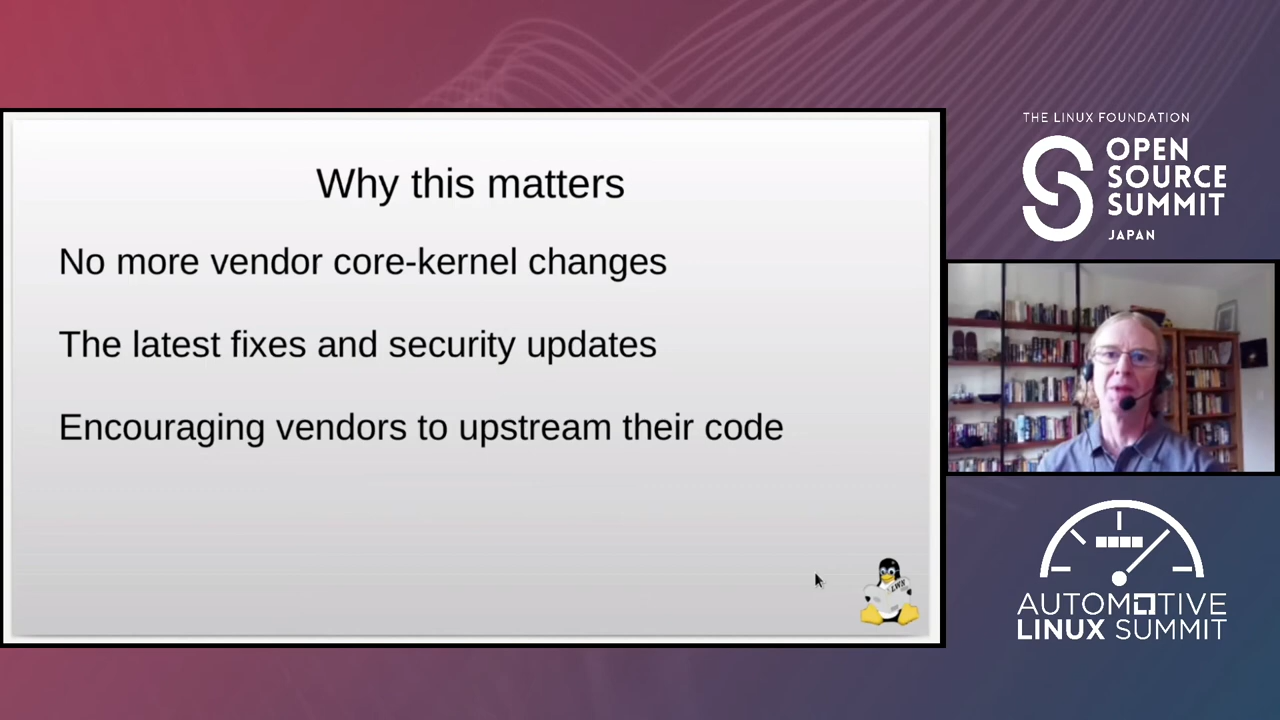 Why this matters
No more vendor core-kernel changes
The latest fixes and security updates
Encouraging vendors to upstream their code
LWN
THE LINUX FOUNDATION
OPEN
SOURCE
SUMMIT
JAPAN
AUTOMOTIVE
LINUX SUMMIT